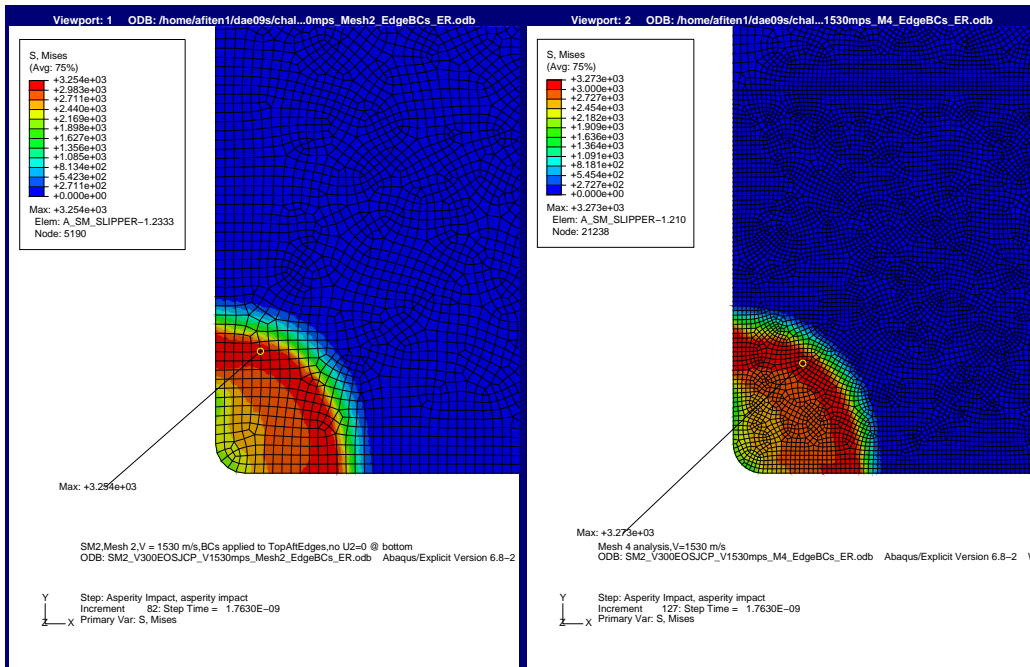 Viewport: 1 ODB: /home/afiten1/dae09s/chal...0mps_Mesh2_EdgeBCs_ER.odb
S, Mises
(Avg: 75%)
+3.254e+03
+2.983e+03
+2.711e+03
+2.440e+03
+2.169e+03
+1.898e+03
+1.627e+03
+1.356e+03
+1.085e+03
+8.134e+02
+5.423e+02
+2.711e+02
+0.000e+00
Max: +3.254e+03
Elem: A_SM_SLIPPER−1.2333
Node: 5190
Max: +3.254e+03
SM2,Mesh 2,V = 1530 m/s,BCs applied to TopAftEdges,no U2=0 @ bottom
ODB: SM2_V300EOSJCP_V1530mps_Mesh2_EdgeBCs_ER.odb Abaqus/Explicit Version 6.8−2
Y
Z X
Step: Asperity Impact, asperity impact
Increment 82: Step Time = 1.7630E−09
Primary Var: S, Mises
Viewport: 2 ODB: /home/afiten1/dae09s/chal...1530mps_M4_EdgeBCs_ER.odb
S, Mises
(Avg: 75%)
+3.273e+03
+3.000e+03
+2.727e+03
+2.454e+03
+2.182e+03
+1.909e+03
+1.636e+03
+1.364e+03
+1.091e+03
+8.181e+02
+5.454e+02
+2.727e+02
+0.000e+00
Max: +3.273e+03
Elem: A_SM_SLIPPER−1.210
Node: 21238
Max: +3.273e+03
Mesh 4 analysis,V=1530 m/s
ODB: SM2_V300EOSJCP_V1530mps_M4_EdgeBCs_ER.odb Abaqus/Explicit Version 6.8−2
Y
Z X
Step: Asperity Impact, asperity impact
Increment 127: Step Time = 1.7630E−09
Primary Var: S, Mises